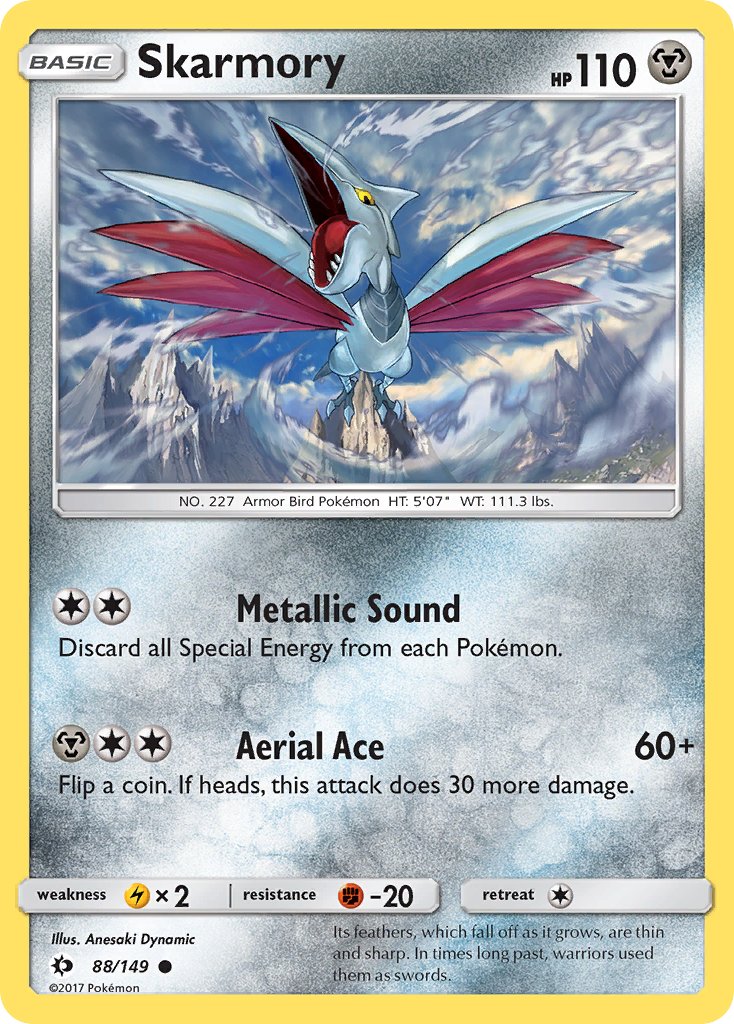 BASIC Skarmory HP 110
NO. 227 Armor Bird Pokémon HT: 5'07" WT: 111.3 lbs.
Metallic Sound
Discard all Special Energy from each Pokémon.
Aerial Ace 60+
Flip a coin. If heads, this attack does 30 more damage.
weakness ×2 resistance -20 retreat
Illus. Anesaki Dynamic
88/149
©2017 Pokémon
Its feathers, which fall off as it grows, are thin
and sharp. In times long past, warriors used
them as swords.